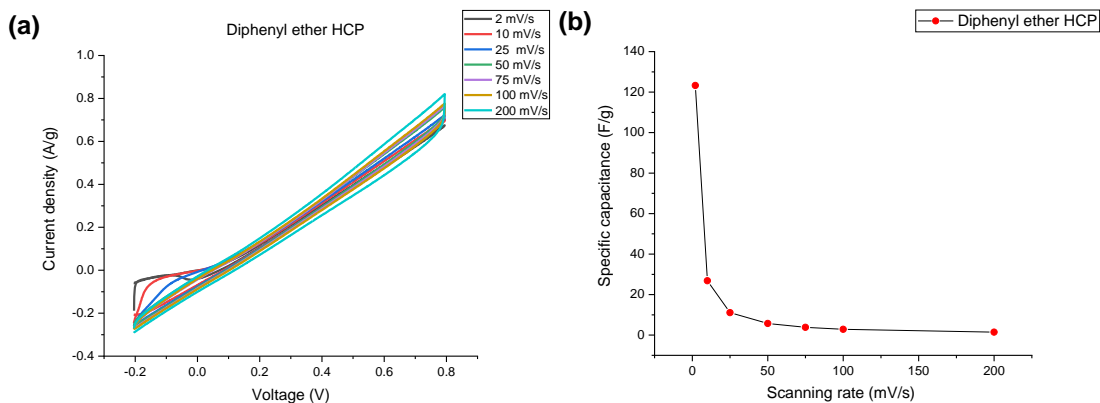 (a)
Diphenyl ether HCP
2 mV/s
10 mV/s
25  mV/s
50 mV/s
75 mV/s
100 mV/s
200 mV/s
1.0
0.8
0.6
0.4
0.2
0.0
-0.2
-0.4
Current density (A/g)
-0.2 0.0 0.2 0.4 0.6 0.8
Voltage (V)
(b)
Diphenyl ether HCP
140
120
100
80
60
40
20
0
Specific capacitance (F/g)
0 50 100 150 200
Scanning rate (mV/s)